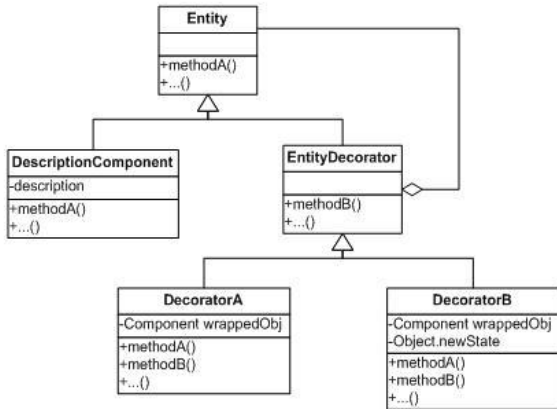 Entity
+methodA()
+...()
DescriptionComponent
-description
+methodA()
+...()
EntityDecorator
+methodB()
+...()
DecoratorA
-Component wrappedObj
+methodA()
+methodB()
+...()
DecoratorB
-Component wrappedObj
-Object.newState
+methodA()
+methodB()
+...()